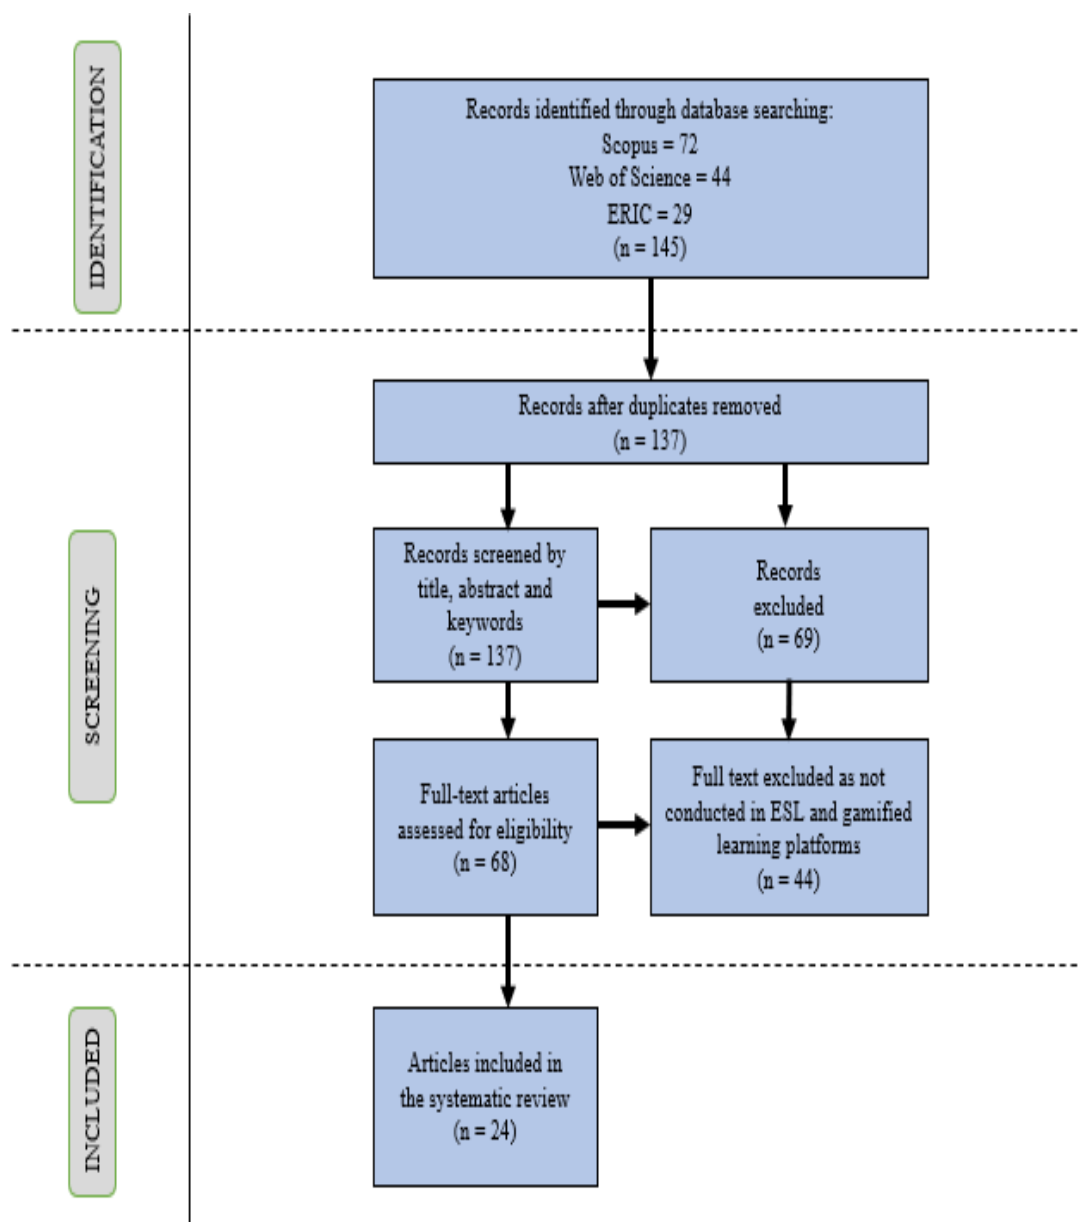 IDENTIFICATION
Records identified through database searching:
Scopus = 72
Web of Science = 44
ERIC = 29
(n = 145)
SCREENING
Records after duplicates removed
(n = 137)
Records screened by
title, abstract and
keywords
(n = 137)
Records
excluded
(n = 69)
Full-text articles
assessed for eligibility
(n = 68)
Full text excluded as not
conducted in ESL and gamified
learning platforms
(n = 44)
INCLUDED
Articles included in
the systematic review
(n = 24)